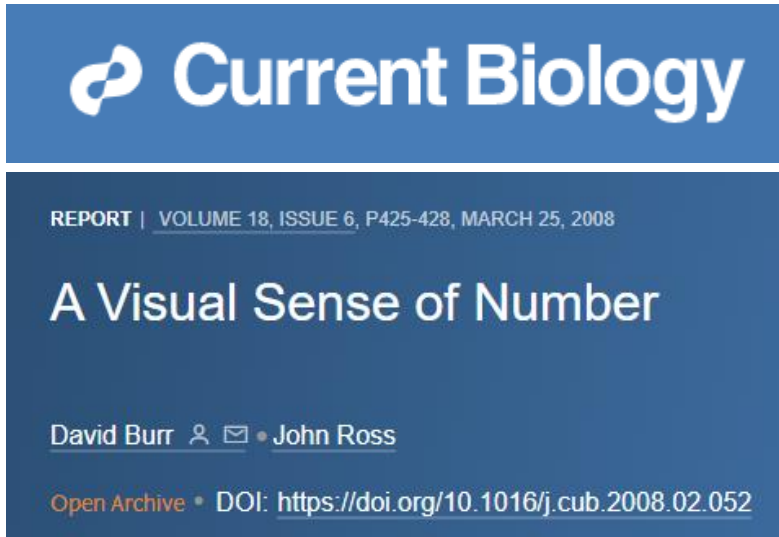 Current Biology
REPORT | VOLUME 18, ISSUE 6, P425-428, MARCH 25, 2008
A Visual Sense of Number
David Burr • John Ross
Open Archive • DOI: https://doi.org/10.1016/j.cub.2008.02.052